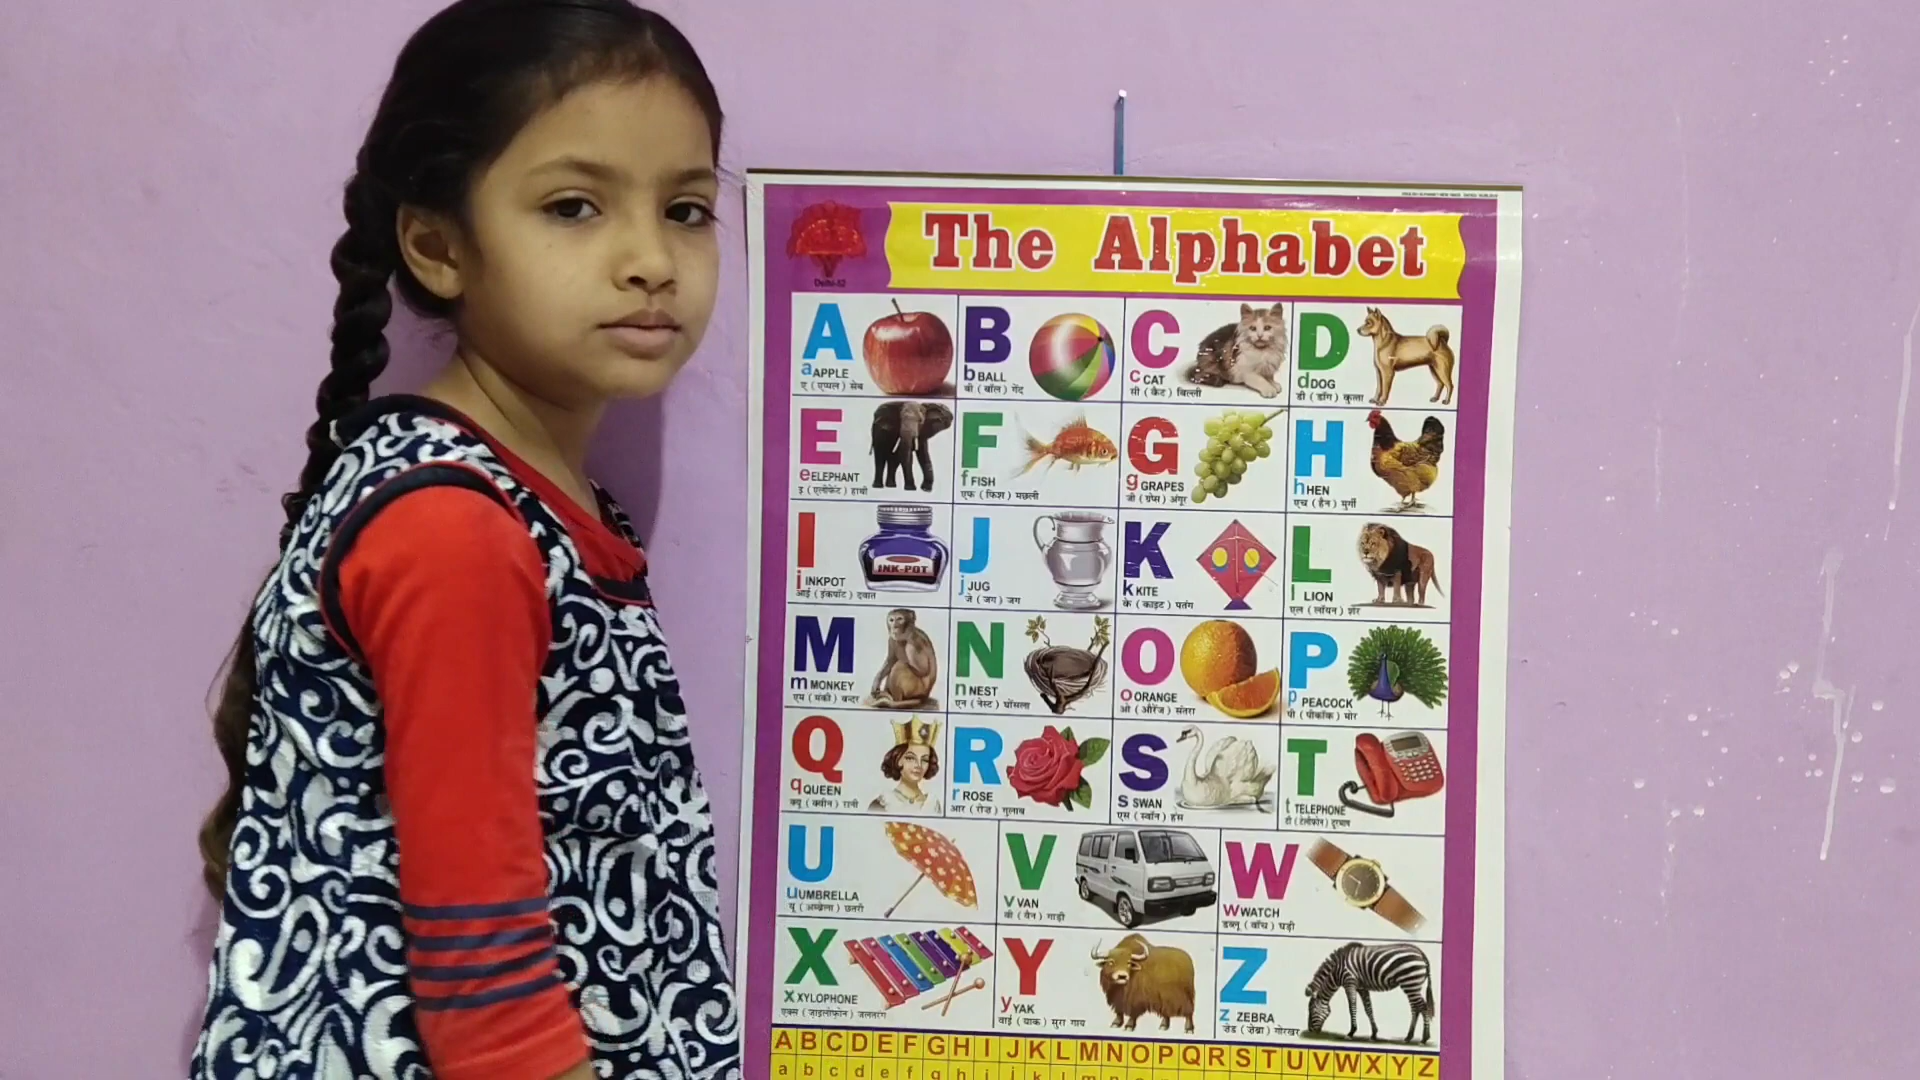 The Alphabet
Delhi-52
A a APPLE
ए ( एप्पल ) सेब
B b BALL
बी ( बॉल ) गेंद
C c CAT
सी ( कैट ) बिल्ली
D d DOG
डी ( डॉग ) कुत्ता
E e ELEPHANT
इ ( एलीफेंट ) हाथी
F f FISH
एफ ( फिश ) मछली
G g GRAPES
जी ( ग्रेप्स ) अंगूर
H h HEN
एच ( हैन ) मुर्गी
I i INKPOT
INK-POT
आई ( इंकपॉट ) दवात
J j JUG
जे ( जग ) जग
K k KITE
के ( काइट ) पतंग
L l LION
एल ( लॉयन ) शेर
M m MONKEY
एम ( मंकी ) बन्दर
N n NEST
एन ( नेस्ट ) घोंसला
O o ORANGE
ओ ( ऑरेंज ) संतरा
P p PEACOCK
पी ( पीकॉक ) मोर
Q q QUEEN
क्यू ( क्वीन ) रानी
R r ROSE
आर ( रोज़ ) गुलाब
S s SWAN
एस ( स्वॉन ) हंस
T t TELEPHONE
टी ( टेलीफोन ) दूरभाष
U u UMBRELLA
यू ( अम्ब्रेला ) छतरी
V v VAN
वी ( वैन ) गाड़ी
W w WATCH
डब्लू ( वॉच ) घड़ी
X x XYLOPHONE
एक्स ( ज़ाइलोफ़ोन ) जलतरंग
Y y YAK
वाई ( याक ) सुरा गाय
Z z ZEBRA
ज़ेड ( ज़ेब्रा ) गोरखर
A B C D E F G H I J K L M N O P Q R S T U V W X Y Z
a b c d e f g h i j k l m n